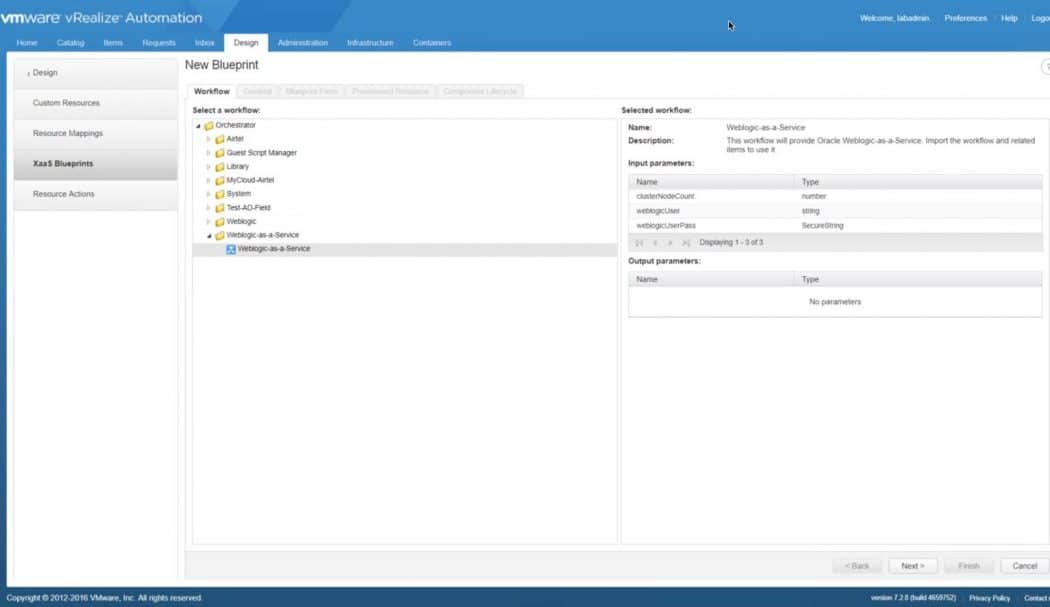 vmware vRealize Automation
Welcome, labadmin. Preferences Help Logo
Home Catalog Items Requests Inbox Design Administration Infrastructure Containers
‹ Design
Custom Resources
Resource Mappings
XaaS Blueprints
Resource Actions
New Blueprint
?
Workflow General Blueprint Form Provisioned Resource Component Lifecycle
Select a workflow:
Orchestrator
Airtel
Guest Script Manager
Library
MyCloud-Airtel
System
Test-AD-Field
Weblogic
Weblogic-as-a-Service
Weblogic-as-a-Service
Selected workflow:
Name: Weblogic-as-a-Service
Description: This workflow will provide Oracle Weblogic-as-a-Service. Import the workflow and related
items to use it
Input parameters:
Name Type
clusterNodeCount number
weblogicUser string
weblogicUserPass SecureString
Displaying 1 - 3 of 3
Output parameters:
Name Type
No parameters
< Back Next > Finish Cancel
Copyright © 2012-2016 VMware, Inc. All rights reserved.
version 7.2.0 (build 4659752) Privacy Policy Contact